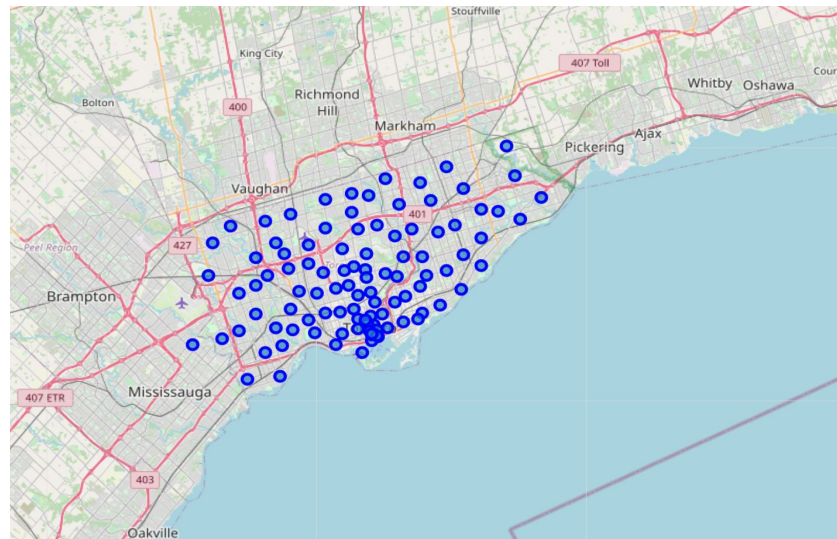 Stouffville
King City
407 Toll
Whitby
Oshawa
Bolton
400
Richmond
Hill
Markham
Ajax
Pickering
Vaughan
401
427
Peel Region
Brampton
Mississauga
407 ETR
403
Oakville